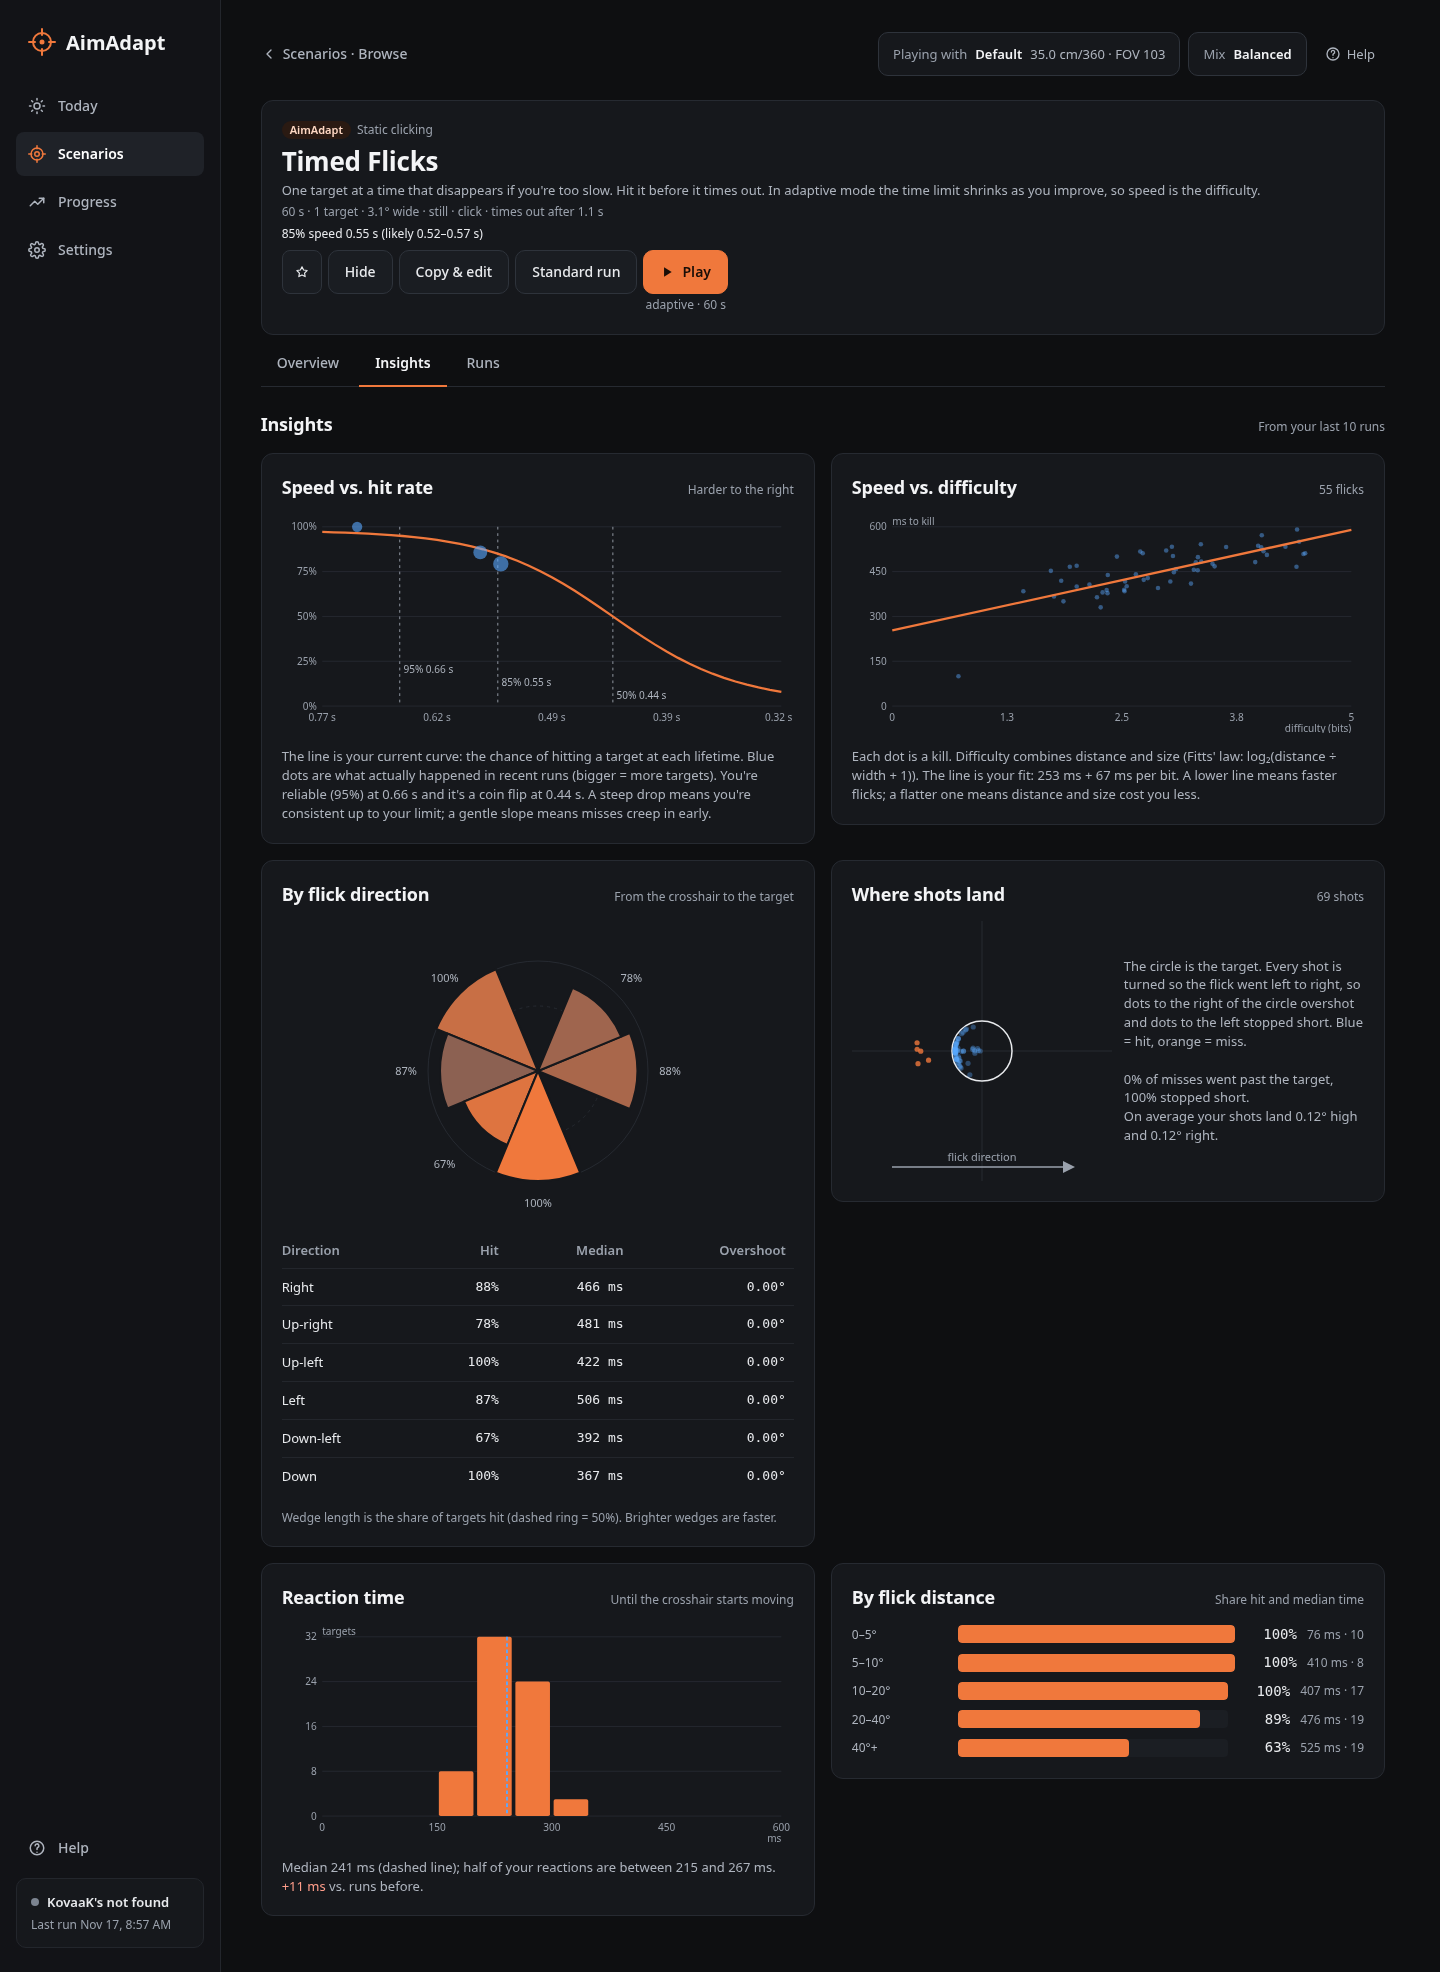 AimAdapt
Today
Scenarios
Progress
Settings
Help
KovaaK's not found
Last run Nov 17, 8:57 AM
Scenarios · Browse
Playing with Default 35.0 cm/360 · FOV 103
Mix Balanced
Help
AimAdapt Static clicking
Timed Flicks
One target at a time that disappears if you're too slow. Hit it before it times out. In adaptive mode the time limit shrinks as you improve, so speed is the difficulty.
60 s · 1 target · 3.1° wide · still · click · times out after 1.1 s
85% speed 0.55 s (likely 0.52–0.57 s)
Hide
Copy & edit
Standard run
Play
adaptive · 60 s
Overview
Insights
Runs
Insights
From your last 10 runs
Speed vs. hit rate
Harder to the right
100%
75%
50%
25%
0%
95% 0.66 s
85% 0.55 s
50% 0.44 s
0.77 s
0.62 s
0.49 s
0.39 s
0.32 s
The line is your current curve: the chance of hitting a target at each lifetime. Blue
dots are what actually happened in recent runs (bigger = more targets). You're
reliable (95%) at 0.66 s and it's a coin flip at 0.44 s. A steep drop means you're
consistent up to your limit; a gentle slope means misses creep in early.
Speed vs. difficulty
55 flicks
ms to kill
600
450
300
150
0
0
1.3
2.5
3.8
5
difficulty (bits)
Each dot is a kill. Difficulty combines distance and size (Fitts' law: log₂(distance ÷
width + 1)). The line is your fit: 253 ms + 67 ms per bit. A lower line means faster
flicks; a flatter one means distance and size cost you less.
By flick direction
From the crosshair to the target
100%
78%
87%
88%
67%
100%
Direction Hit Median Overshoot
Right 88% 466 ms 0.00°
Up-right 78% 481 ms 0.00°
Up-left 100% 422 ms 0.00°
Left 87% 506 ms 0.00°
Down-left 67% 392 ms 0.00°
Down 100% 367 ms 0.00°
Wedge length is the share of targets hit (dashed ring = 50%). Brighter wedges are faster.
Where shots land
69 shots
flick direction
The circle is the target. Every shot is
turned so the flick went left to right, so
dots to the right of the circle overshot
and dots to the left stopped short. Blue
= hit, orange = miss.
0% of misses went past the target,
100% stopped short.
On average your shots land 0.12° high
and 0.12° right.
Reaction time
Until the crosshair starts moving
targets
32
24
16
8
0
0
150
300
450
600
ms
Median 241 ms (dashed line); half of your reactions are between 215 and 267 ms.
+11 ms vs. runs before.
By flick distance
Share hit and median time
0–5° 100% 76 ms · 10
5–10° 100% 410 ms · 8
10–20° 100% 407 ms · 17
20–40° 89% 476 ms · 19
40°+ 63% 525 ms · 19